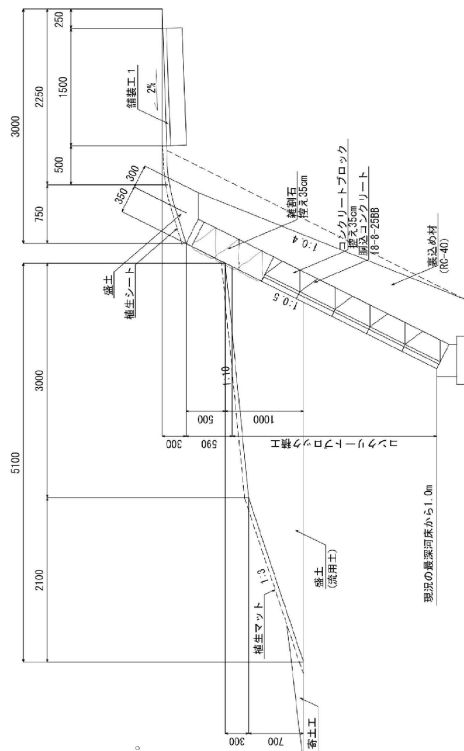 3000
250
2250
1500
500
750
舗装工1
2%
300
350
盛土
植生シート
雑割石
控え35cm
コンクリートブロック
控え35cm
胴込コンクリート
18-8-25BB
1:0.4
1:0.5
裏込め材
(RC-40)
5100
3000
2100
1:10
500
1000
300
590
コンクリートブロック積工
現況の最深河床から1.0m
1:3
植生マット
盛土
(流用土)
寄土工
300
700